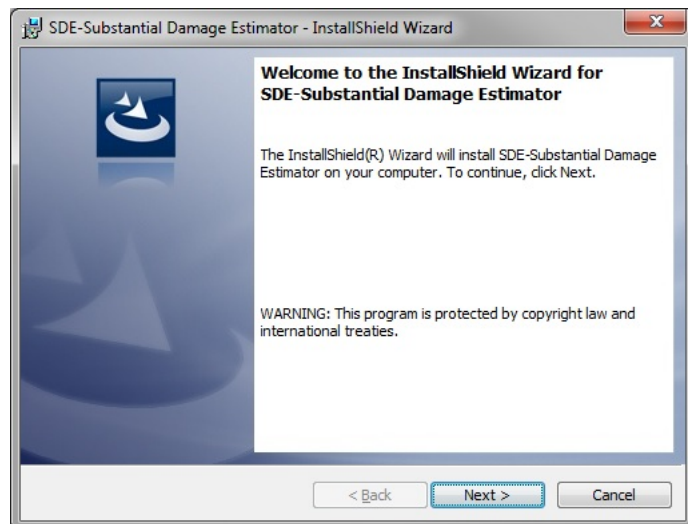 SDE-Substantial Damage Estimator - InstallShield Wizard
Welcome to the InstallShield Wizard for
SDE-Substantial Damage Estimator
The InstallShield(R) Wizard will install SDE-Substantial Damage
Estimator on your computer. To continue, click Next.
WARNING: This program is protected by copyright law and
international treaties.
< Back Next > Cancel